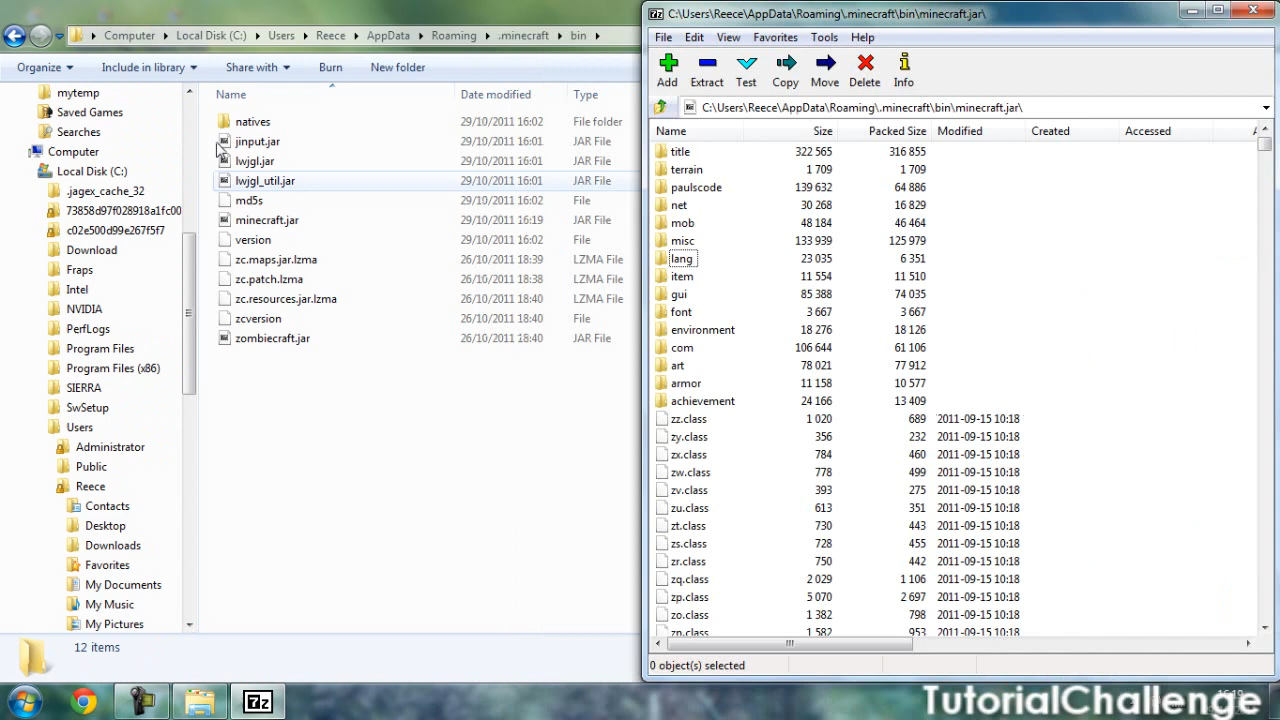 Computer ▸ Local Disk (C:) ▸ Users ▸ Reece ▸ AppData ▸ Roaming ▸ .minecraft ▸ bin ▸
Organize Include in library Share with Burn New folder
mytemp
Saved Games
Searches
Computer
Local Disk (C:)
.jagex_cache_32
73858d97f028918a1fc00
c02e500d99e267f5f7
Download
Fraps
Intel
NVIDIA
PerfLogs
Program Files
Program Files (x86)
SIERRA
SwSetup
Users
Administrator
Public
Reece
Contacts
Desktop
Downloads
Favorites
My Documents
My Music
My Pictures
Name Date modified Type
natives 29/10/2011 16:02 File folder
jinput.jar 29/10/2011 16:01 JAR File
lwjgl.jar 29/10/2011 16:01 JAR File
lwjgl_util.jar 29/10/2011 16:01 JAR File
md5s 29/10/2011 16:02 File
minecraft.jar 29/10/2011 16:19 JAR File
version 29/10/2011 16:02 File
zc.maps.jar.lzma 26/10/2011 18:39 LZMA File
zc.patch.lzma 26/10/2011 18:38 LZMA File
zc.resources.jar.lzma 26/10/2011 18:40 LZMA File
zcversion 26/10/2011 18:40 File
zombiecraft.jar 26/10/2011 18:40 JAR File
12 items
7z C:\Users\Reece\AppData\Roaming\.minecraft\bin\minecraft.jar\
File Edit View Favorites Tools Help
Add Extract Test Copy Move Delete Info
C:\Users\Reece\AppData\Roaming\.minecraft\bin\minecraft.jar\
Name Size Packed Size Modified Created Accessed A
title 322 565 316 855
terrain 1 709 1 709
paulscode 139 632 64 886
net 30 268 16 829
mob 48 184 46 464
misc 133 939 125 979
lang 23 035 6 351
item 11 554 11 510
gui 85 388 74 035
font 3 667 3 667
environment 18 276 18 126
com 106 644 61 106
art 78 021 77 912
armor 11 158 10 577
achievement 24 166 13 409
zz.class 1 020 689 2011-09-15 10:18
zy.class 356 232 2011-09-15 10:18
zx.class 784 460 2011-09-15 10:18
zw.class 778 499 2011-09-15 10:18
zv.class 393 275 2011-09-15 10:18
zu.class 613 351 2011-09-15 10:18
zt.class 730 443 2011-09-15 10:18
zs.class 728 455 2011-09-15 10:18
zr.class 750 442 2011-09-15 10:18
zq.class 2 029 1 106 2011-09-15 10:18
zp.class 5 070 2 697 2011-09-15 10:18
zo.class 1 382 798 2011-09-15 10:18
zn.class 1 582 953 2011-09-15 10:18
0 object(s) selected
7z
TutorialChallenge